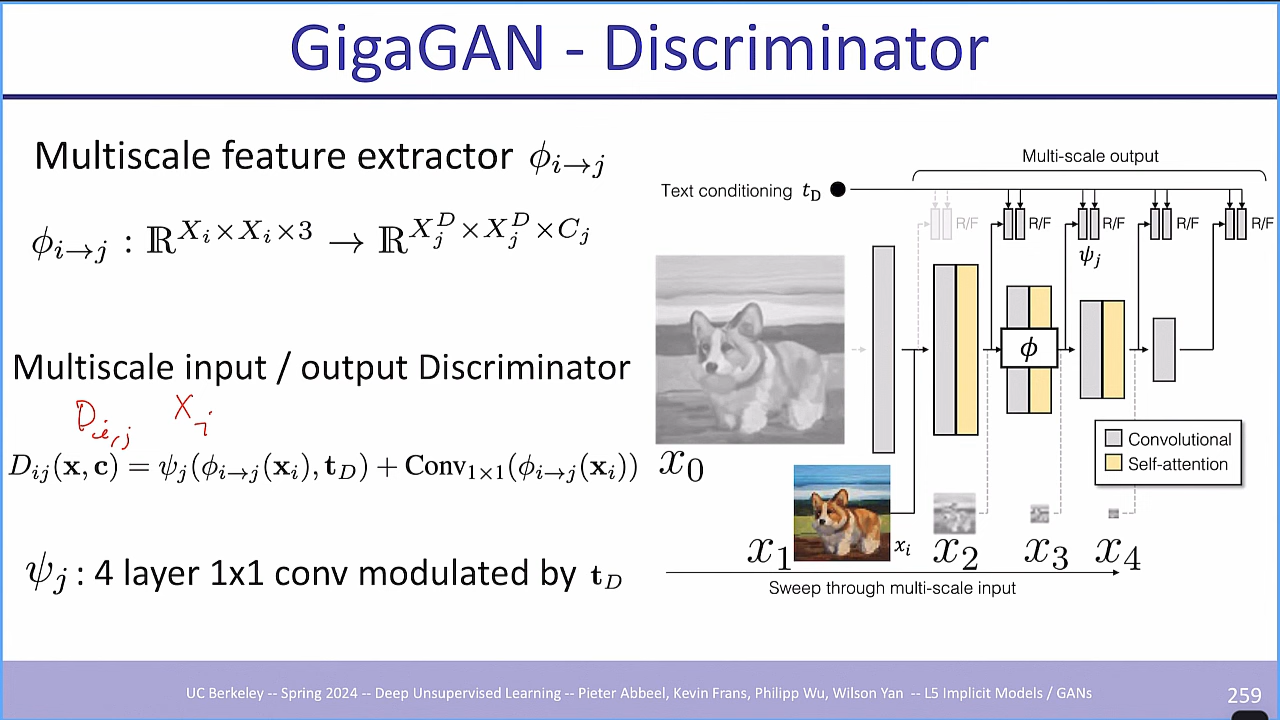 GigaGAN - Discriminator
Multiscale feature extractor ϕ_{i→j}
ϕ_{i→j} : ℝ^{X_i×X_i×3} → ℝ^{X_j^D×X_j^D×C_j}
Multiscale input / output Discriminator
D_{i,j} X_i
D_{ij}(x, c) = ψ_j(ϕ_{i→j}(x_i), t_D) + Conv_{1×1}(ϕ_{i→j}(x_i))
ψ_j : 4 layer 1x1 conv modulated by t_D
Multi-scale output
Text conditioning t_D
R/F R/F R/F R/F R/F
ψ_j
ϕ
Convolutional
Self-attention
x_0
x_1 x_i x_2 x_3 x_4
Sweep through multi-scale input
UC Berkeley -- Spring 2024 -- Deep Unsupervised Learning -- Pieter Abbeel, Kevin Frans, Philipp Wu, Wilson Yan -- L5 Implicit Models / GANs
259